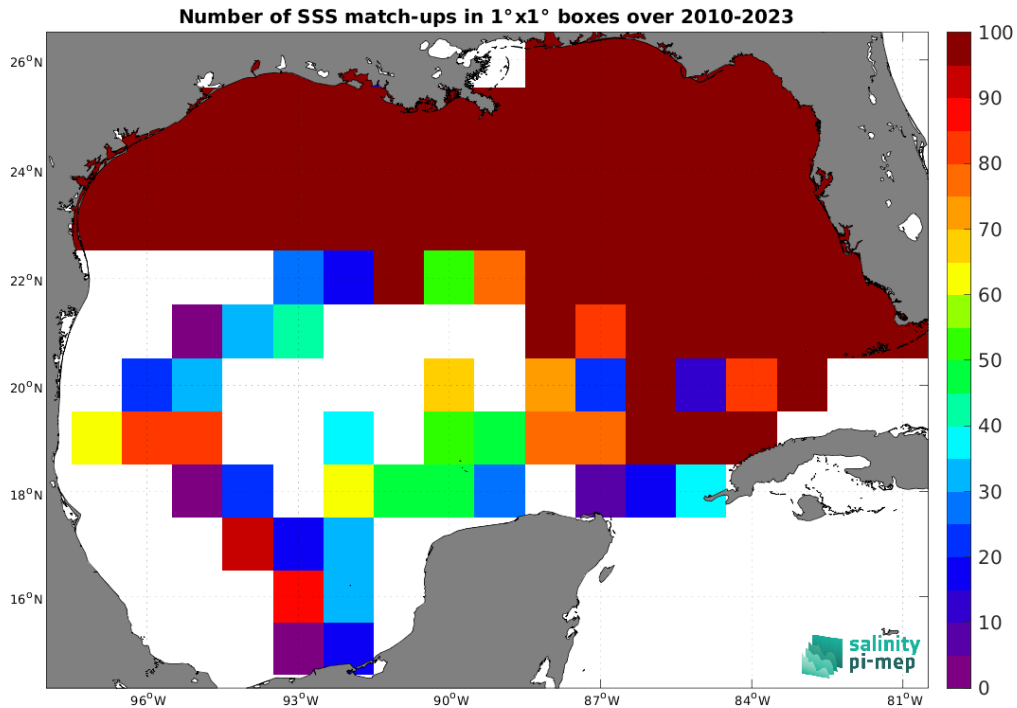 Number of SSS match-ups in 1°x1° boxes over 2010-2023
26°N
24°N
22°N
20°N
18°N
16°N
96°W
93°W
90°W
87°W
84°W
81°W
100
90
80
70
60
50
40
30
20
10
0
salinity
pi-mep